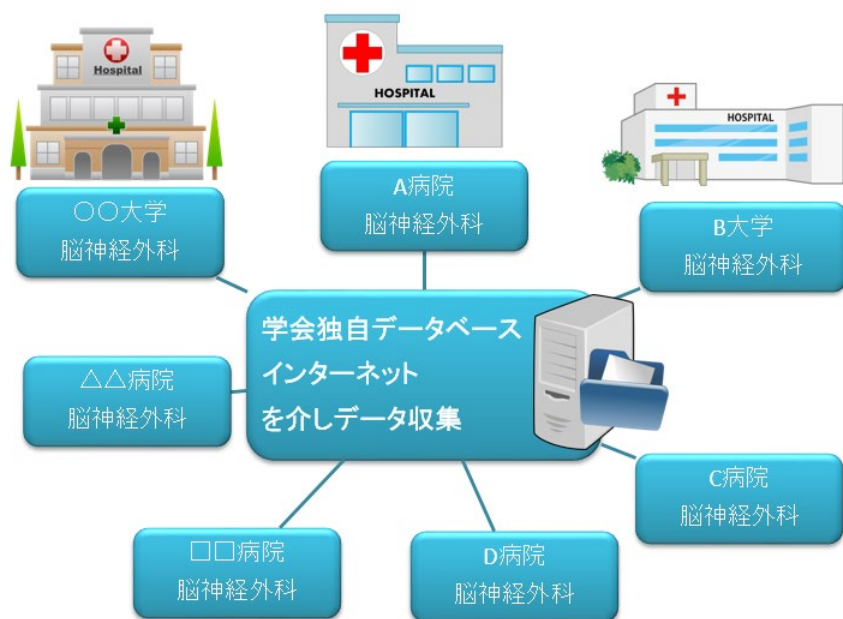 Hospital
HOSPITAL
HOSPITAL
〇〇大学
脳神経外科
A病院
脳神経外科
B大学
脳神経外科
学会独自データベース
インターネット
を介しデータ収集
△△病院
脳神経外科
C病院
脳神経外科
□□病院
脳神経外科
D病院
脳神経外科